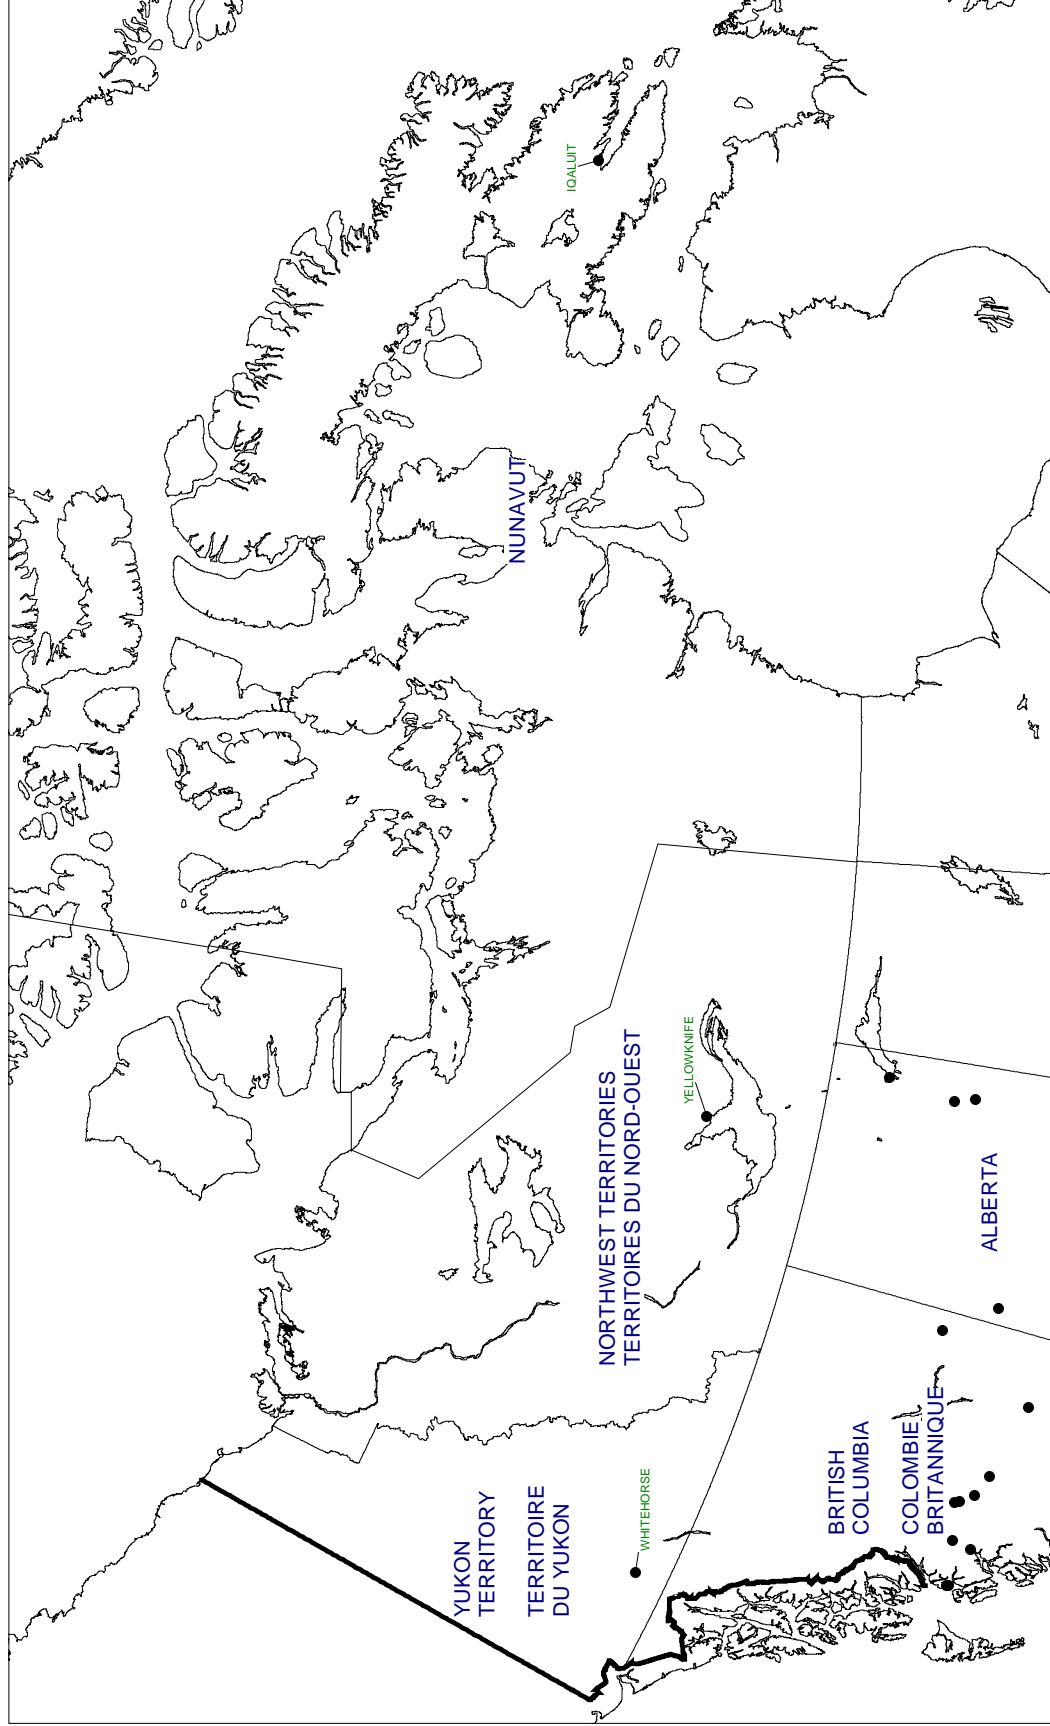 YUKON
TERRITORY
TERRITOIRE
DU YUKON
WHITEHORSE
NORTHWEST TERRITORIES
TERRITOIRES DU NORD-OUEST
YELLOWKNIFE
NUNAVUT
IQALUIT
BRITISH
COLUMBIA
COLOMBIE
BRITANNIQUE
ALBERTA